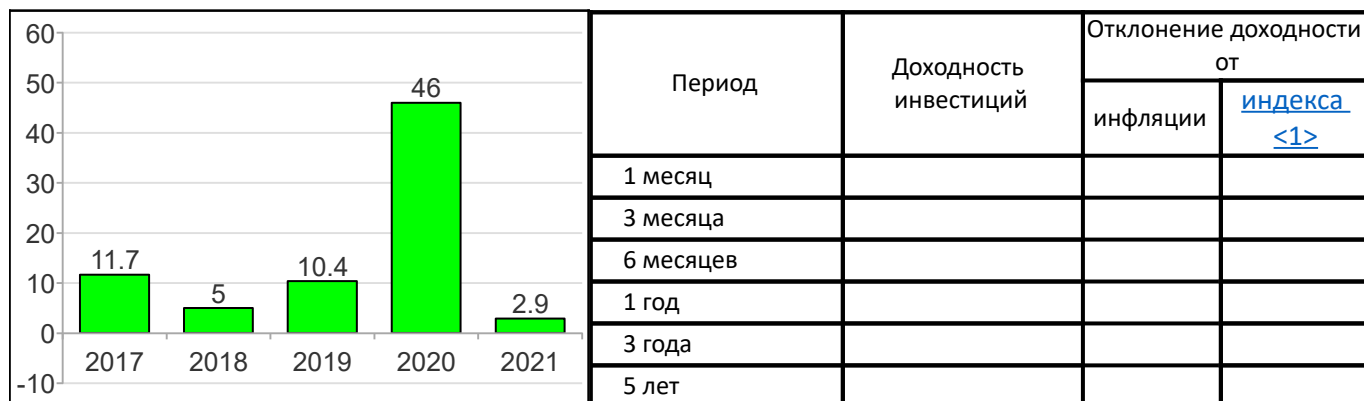 60
50
40
30
20
10
0
-10
11.7
5
10.4
46
2.9
2017 2018 2019 2020 2021
Период
Доходность
инвестиций
Отклонение доходности
от
инфляции
индекса
<1>
1 месяц
3 месяца
6 месяцев
1 год
3 года
5 лет